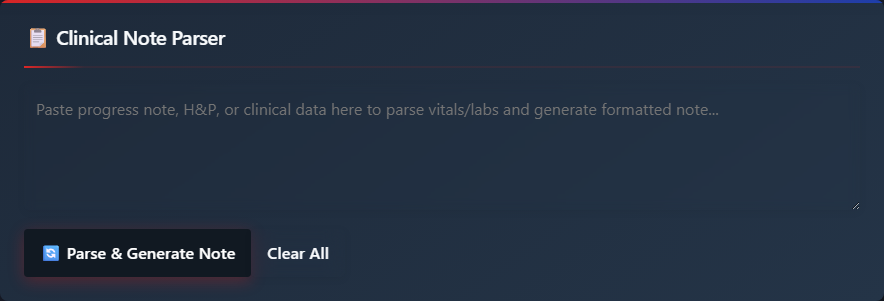 📋 Clinical Note Parser
Paste progress note, H&P, or clinical data here to parse vitals/labs and generate formatted note...
🔄 Parse & Generate Note
Clear All